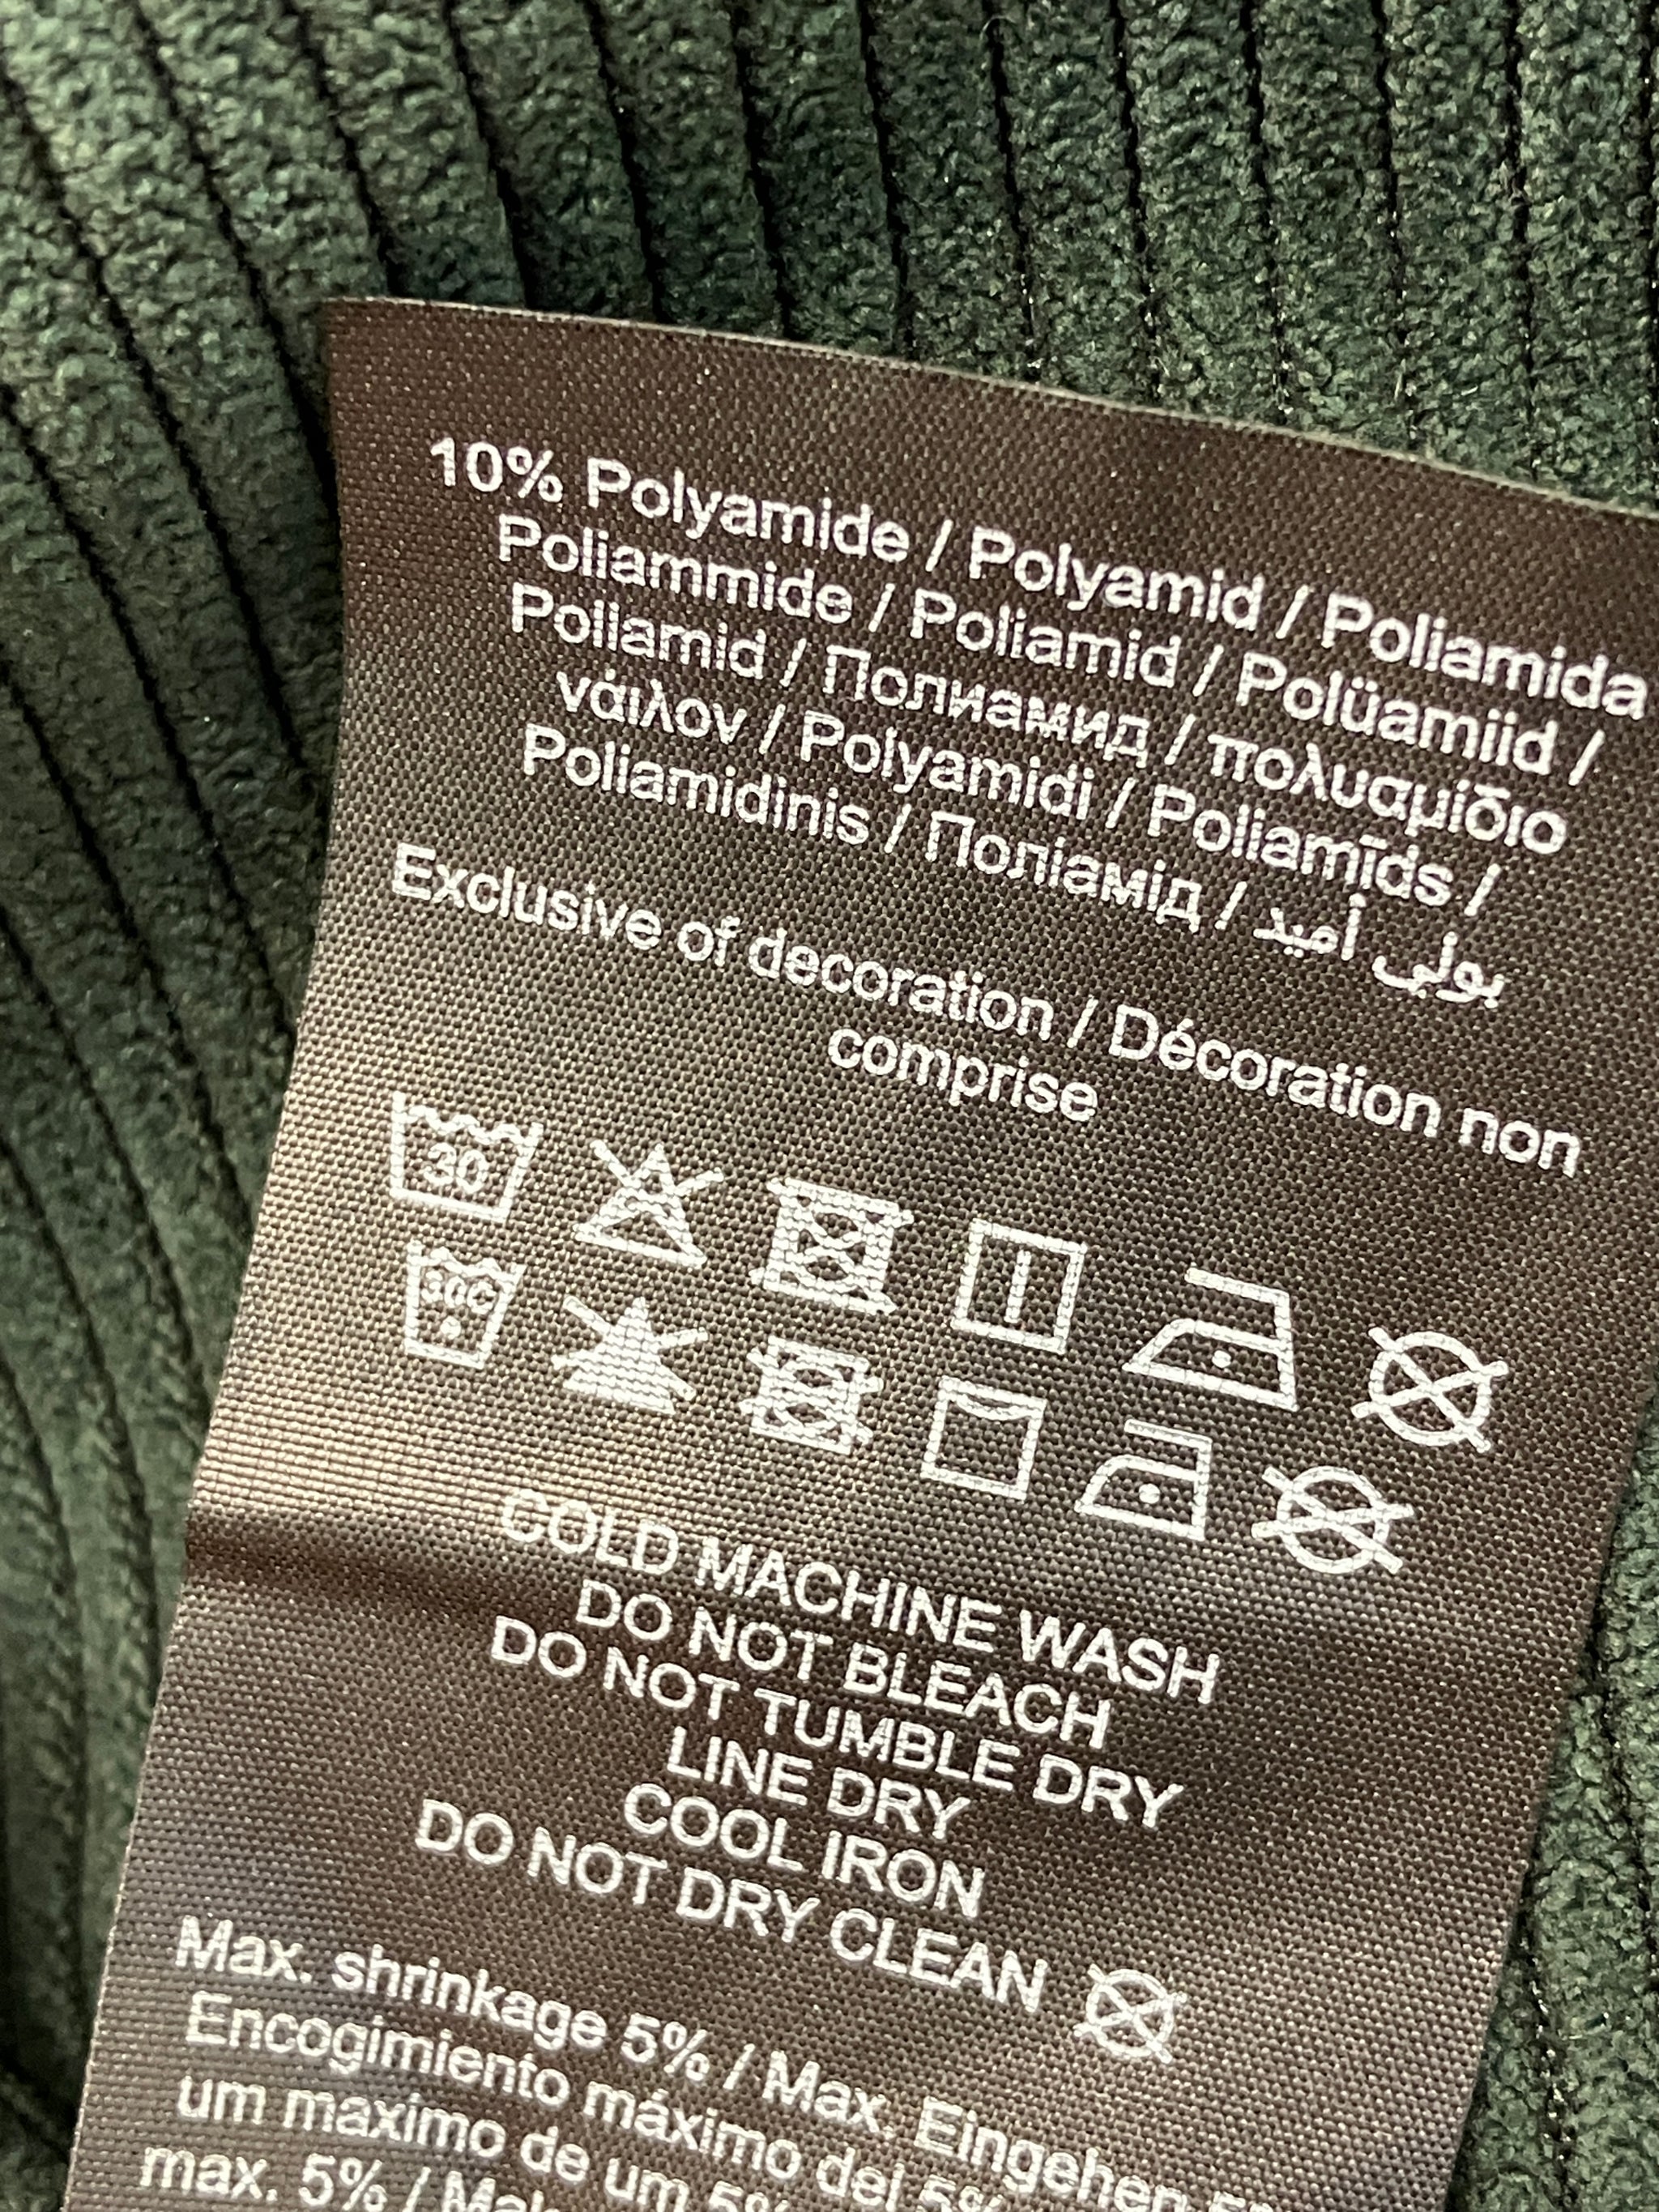 10% Polyamide / Polyamid / Poliamida
Poliammide / Poliamid / Polüamiid /
Poliamid / Полиамид / πολυαμίδιο
νάιλον / Polyamidi / Poliamīds /
Poliamidinis / Поліамід / بولي أميد
Exclusive of decoration / Décoration non
comprise
30
30C
COLD MACHINE WASH
DO NOT BLEACH
DO NOT TUMBLE DRY
LINE DRY
COOL IRON
DO NOT DRY CLEAN
Max. shrinkage 5% / Max. Eingehen
Encogimiento máximo del 5%
um maximo de um 5%
max. 5% /